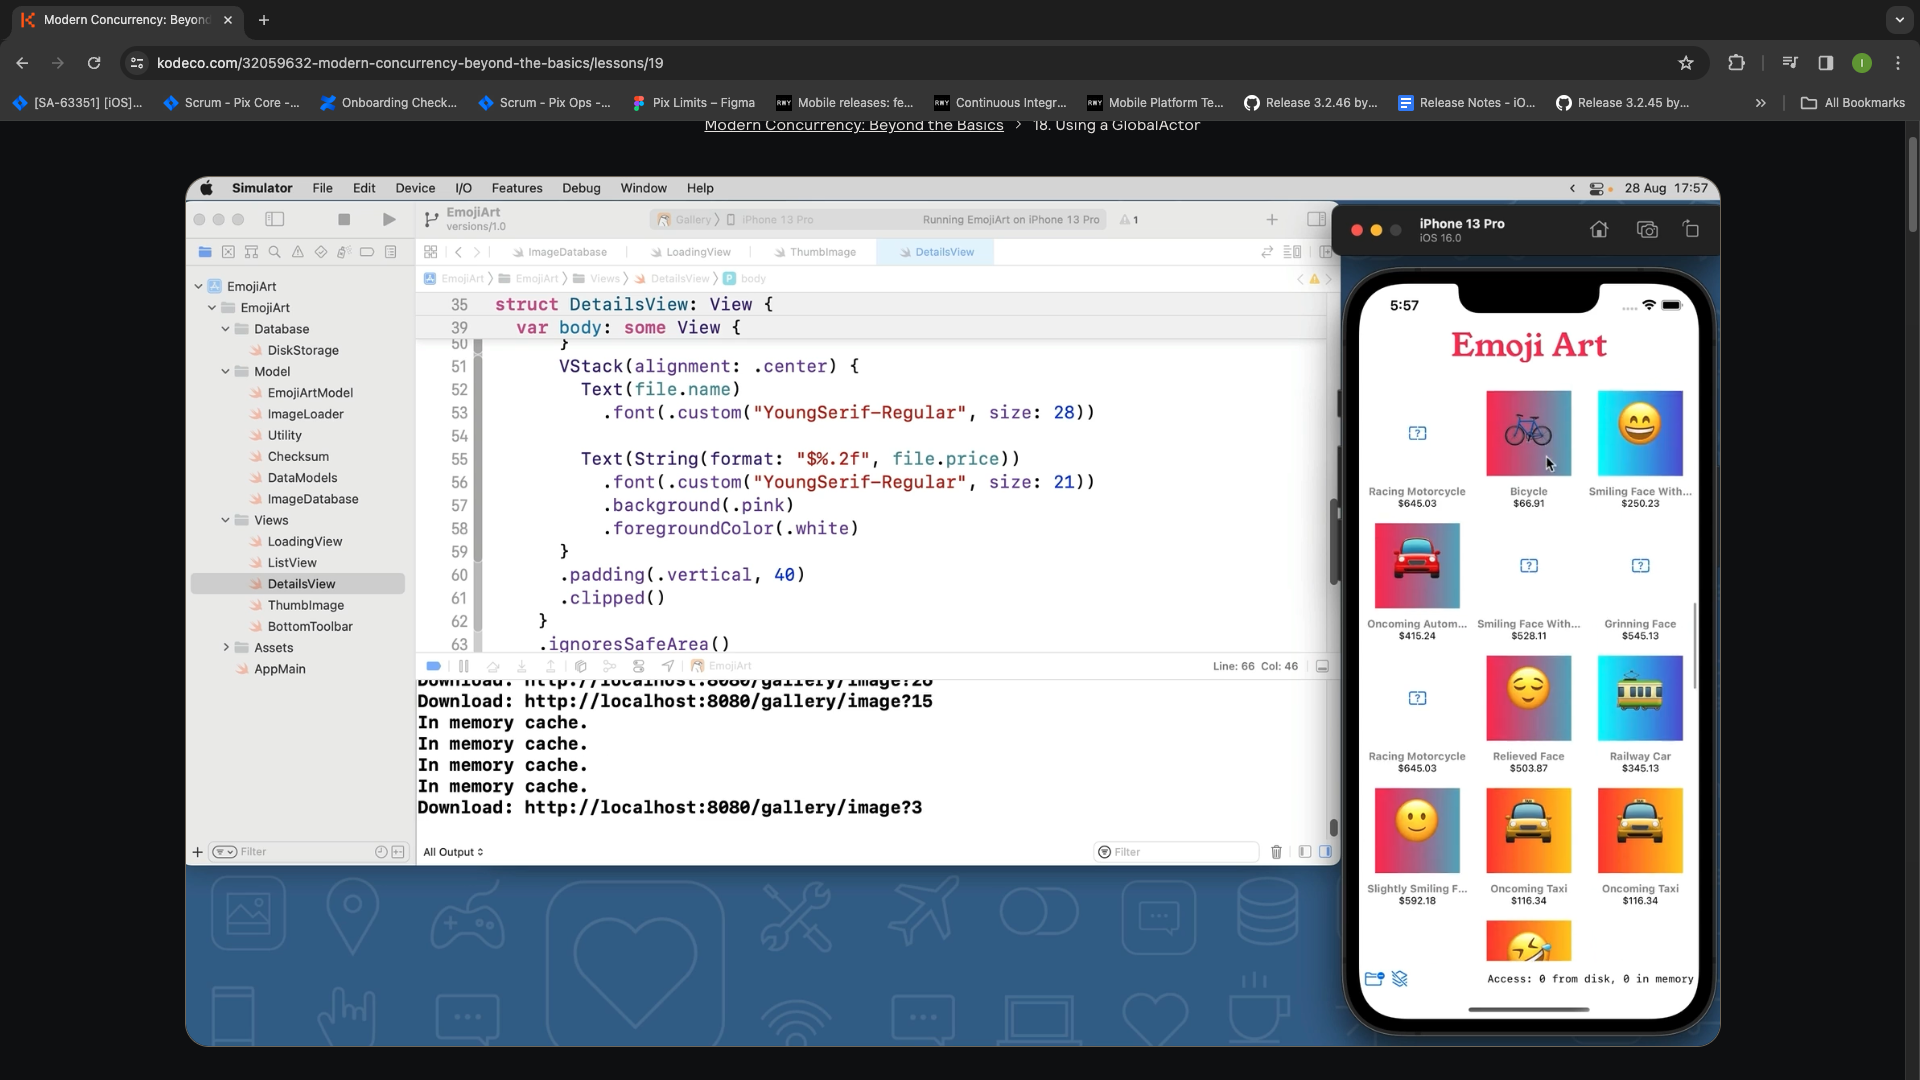 Modern Concurrency: Beyond
kodeco.com/32059632-modern-concurrency-beyond-the-basics/lessons/19
I
[SA-63351] [iOS]...
Scrum - Pix Core -...
Onboarding Check...
Scrum - Pix Ops -...
Pix Limits – Figma
RWY Mobile releases: fe...
RWY Continuous Integr...
RWY Mobile Platform Te...
Release 3.2.46 by...
Release Notes - iO...
Release 3.2.45 by...
All Bookmarks
Modern Concurrency: Beyond the Basics > 18. Using a GlobalActor
Simulator File Edit Device I/O Features Debug Window Help
28 Aug 17:57
EmojiArt
versions/1.0
Gallery
iPhone 13 Pro
Running EmojiArt on iPhone 13 Pro
1
iPhone 13 Pro
iOS 16.0
ImageDatabase
LoadingView
ThumbImage
DetailsView
EmojiArt
EmojiArt
Views
DetailsView
P body
EmojiArt
EmojiArt
Database
DiskStorage
Model
EmojiArtModel
ImageLoader
Utility
Checksum
DataModels
ImageDatabase
Views
LoadingView
ListView
DetailsView
ThumbImage
BottomToolbar
Assets
AppMain
Filter
35 struct DetailsView: View {
39 var body: some View {
50 }
51 VStack(alignment: .center) {
52 Text(file.name)
53 .font(.custom("YoungSerif-Regular", size: 28))
54
55 Text(String(format: "$%.2f", file.price))
56 .font(.custom("YoungSerif-Regular", size: 21))
57 .background(.pink)
58 .foregroundColor(.white)
59 }
60 .padding(.vertical, 40)
61 .clipped()
62 }
63 .ignoresSafeArea()
EmojiArt
Line: 66 Col: 46
Download: http://localhost:8080/gallery/image?26
Download: http://localhost:8080/gallery/image?15
In memory cache.
In memory cache.
In memory cache.
In memory cache.
Download: http://localhost:8080/gallery/image?3
All Output
Filter
5:57
Emoji Art
Racing Motorcycle
$645.03
Bicycle
$66.91
Smiling Face With...
$250.23
Oncoming Autom...
$415.24
Smiling Face With...
$528.11
Grinning Face
$545.13
Racing Motorcycle
$645.03
Relieved Face
$503.87
Railway Car
$345.13
Slightly Smiling F...
$592.18
Oncoming Taxi
$116.34
Oncoming Taxi
$116.34
Access: 0 from disk, 0 in memory